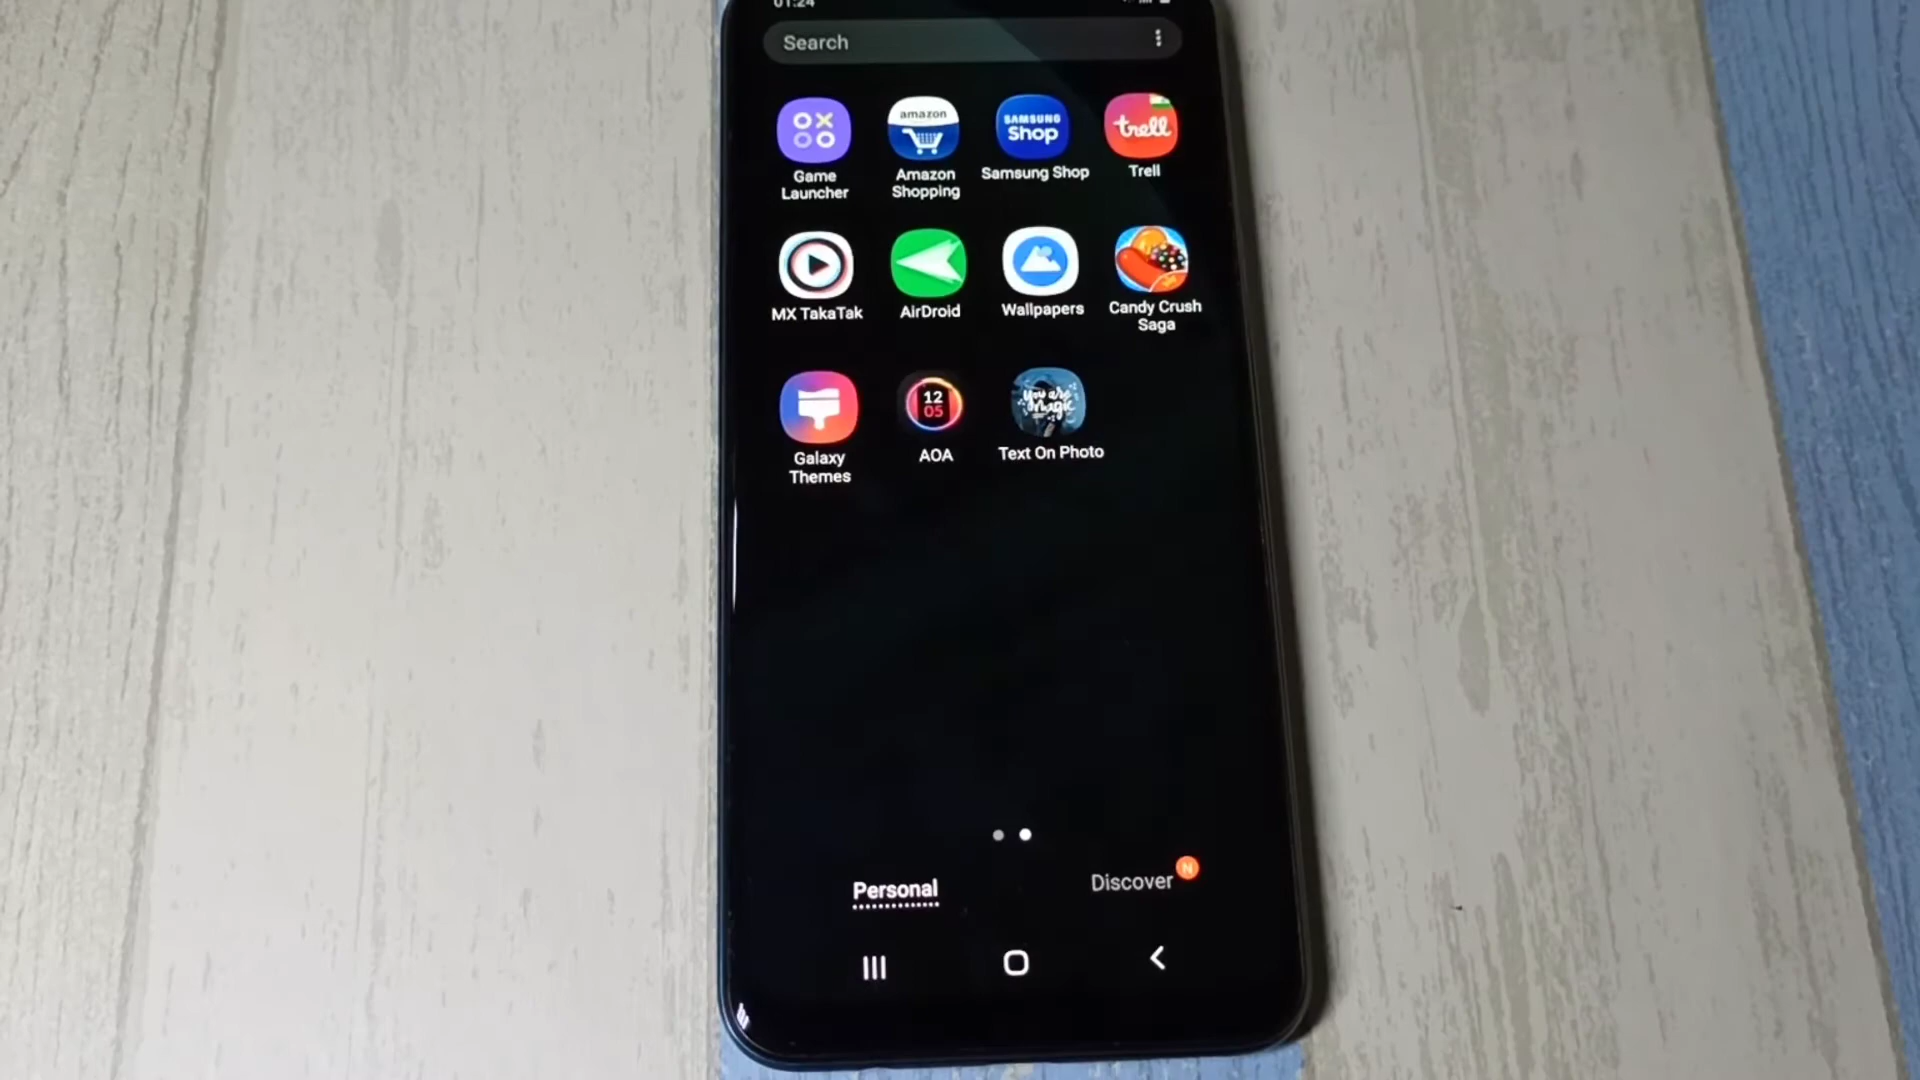 01:24
Search
amazon
SAMSUNG
Shop
trell
Game
Launcher
Amazon
Shopping
Samsung Shop
Trell
MX TakaTak
AirDroid
Wallpapers
Candy Crush
Saga
12
05
you are
magic
Galaxy
Themes
AOA
Text On Photo
Personal
Discover
N